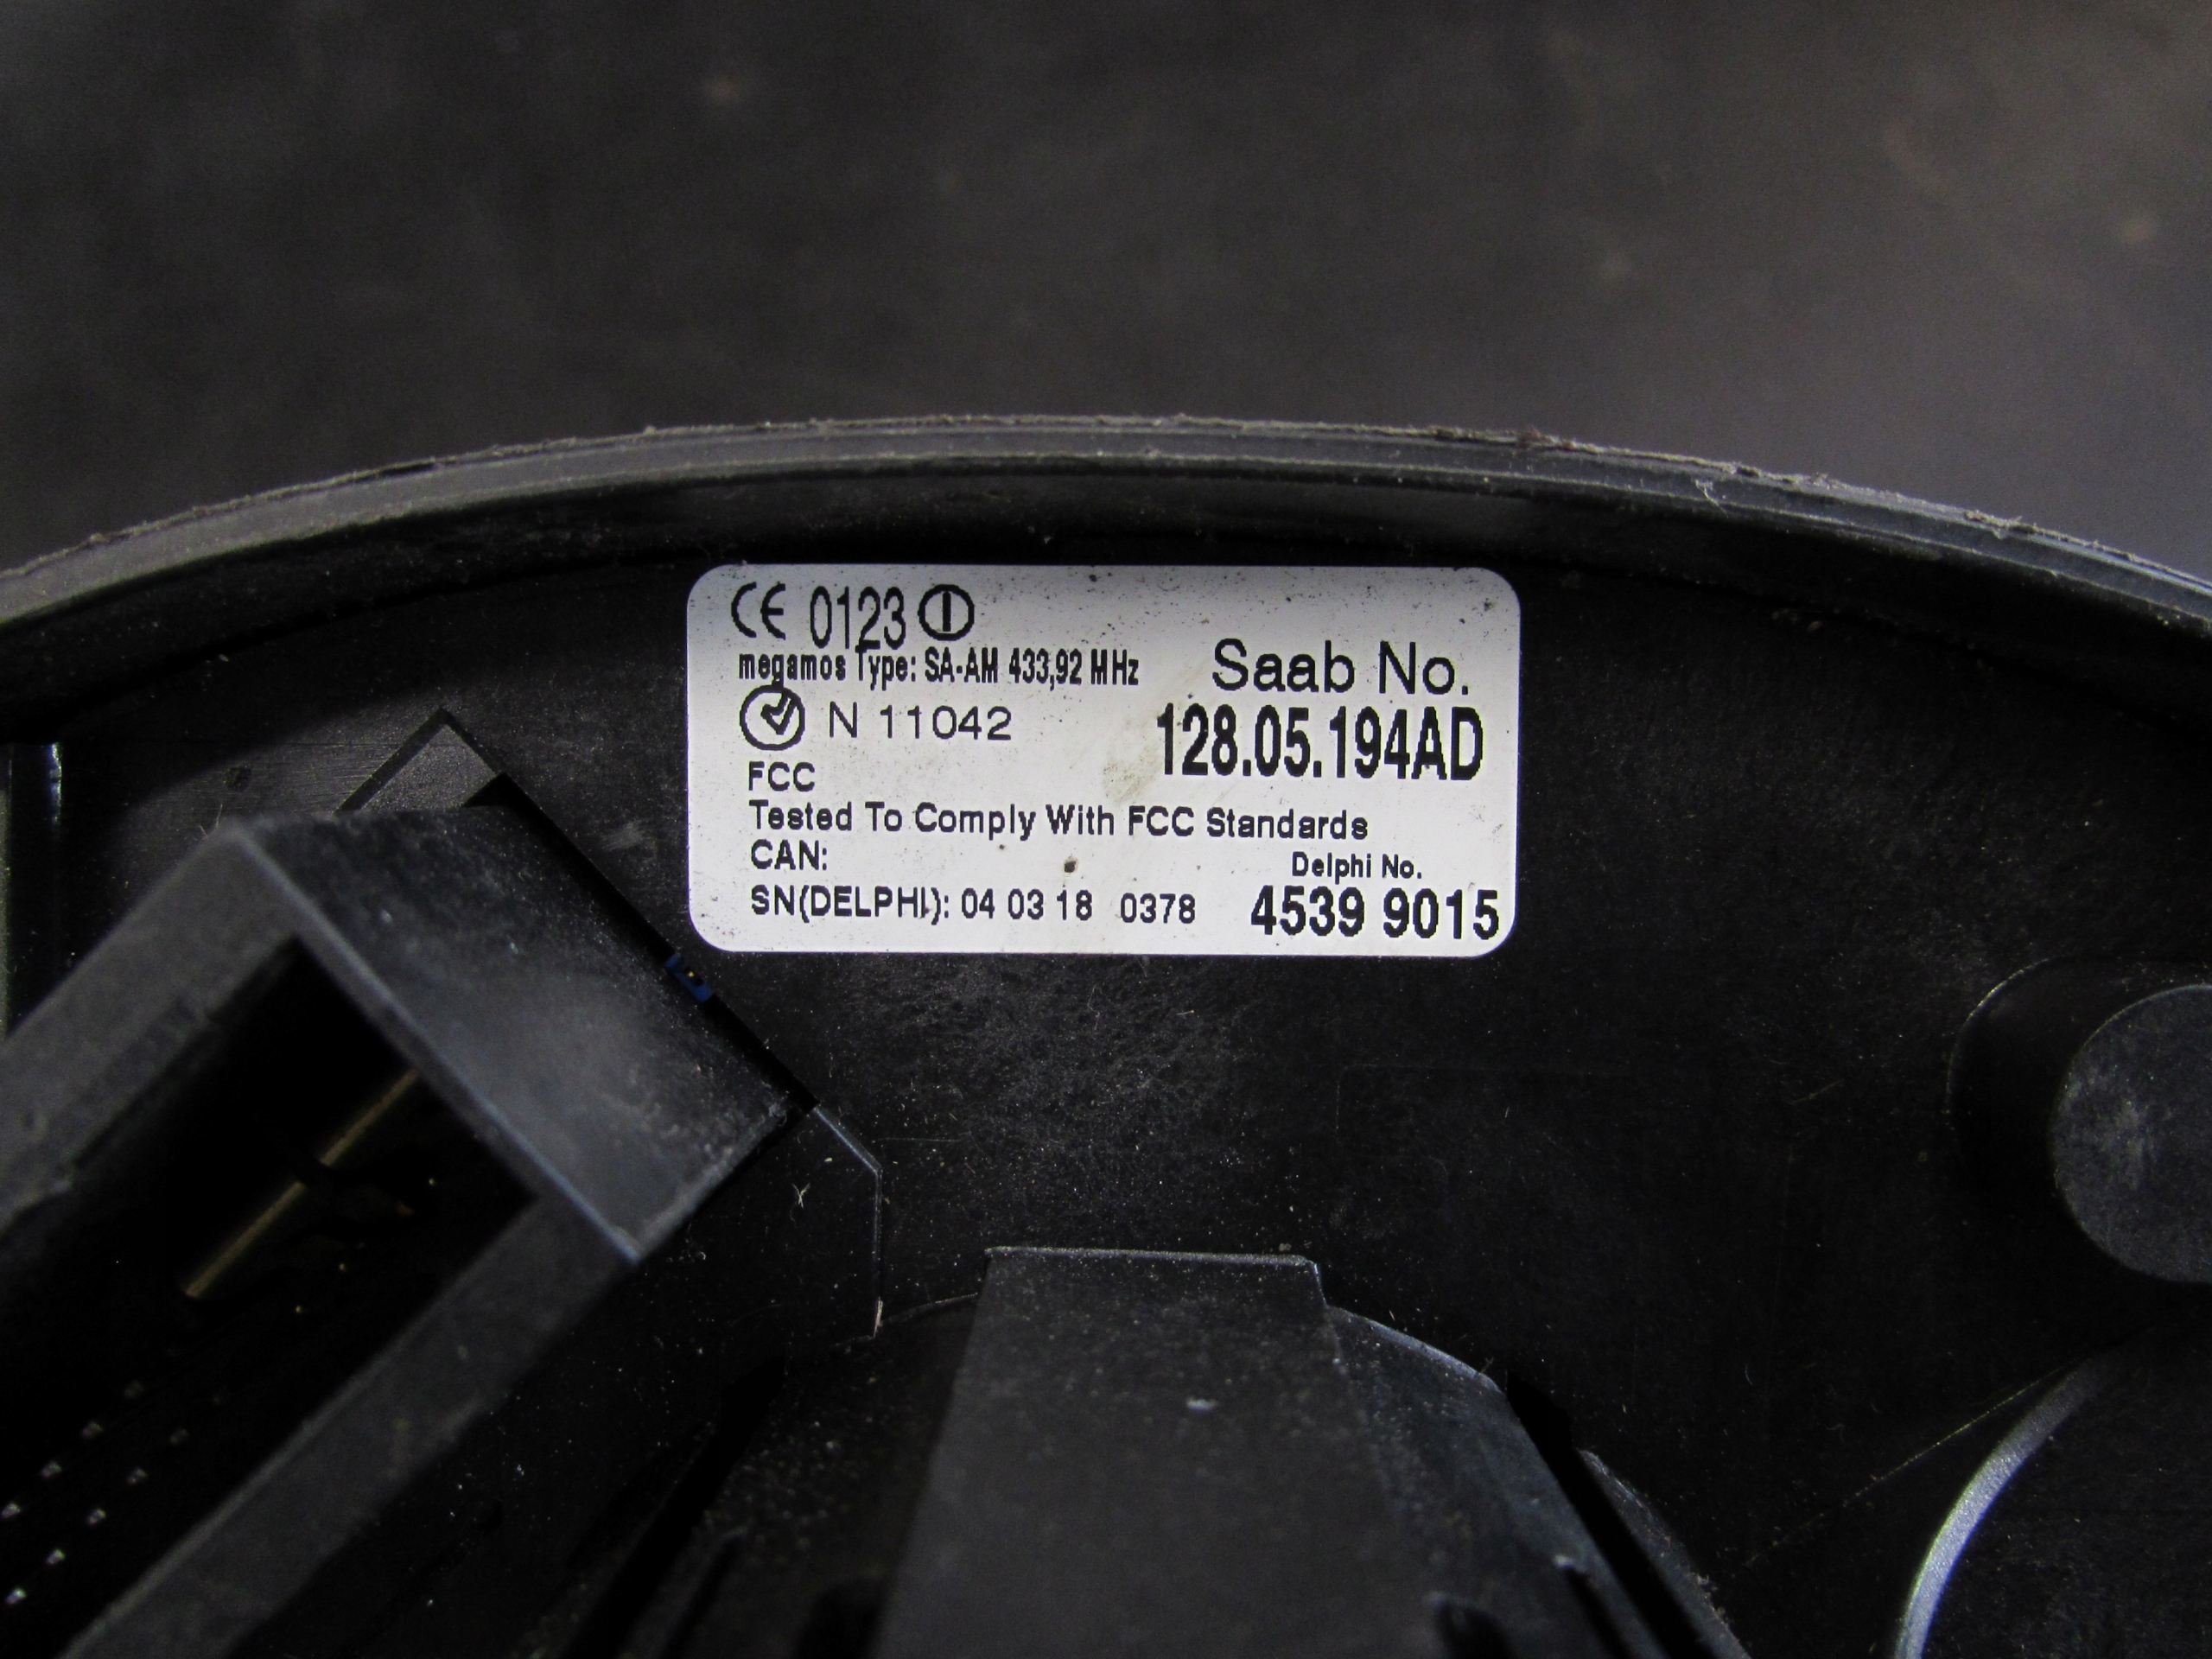 CE 0123
megamos Type: SA-AM 433,92 MHz
N 11042
Saab No.
128.05.194AD
FCC
Tested To Comply With FCC Standards
CAN:
SN(DELPHI): 04 03 18 0378
Delphi No.
4539 9015